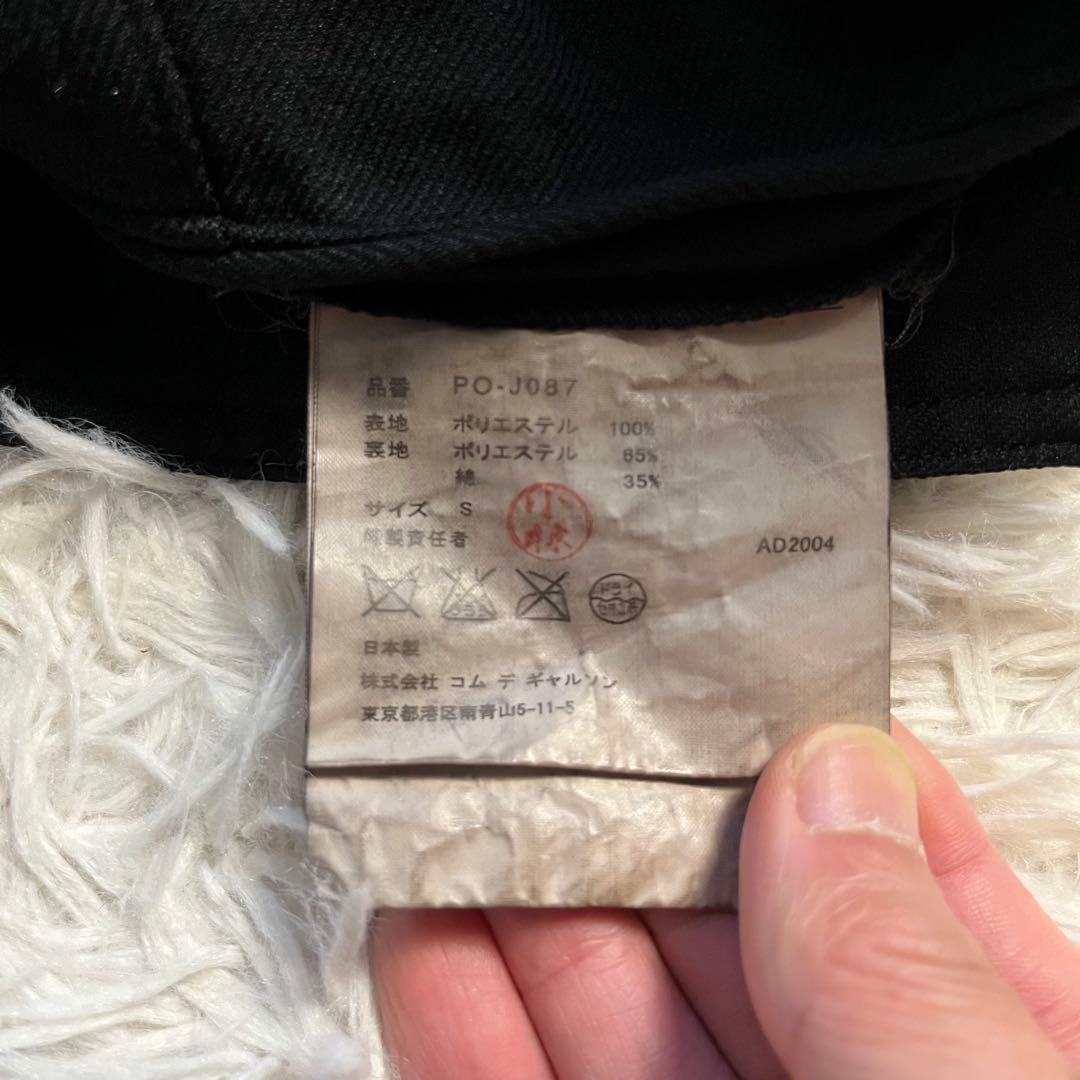 品番 PO-J087
表地 ポリエステル 100%
裏地 ポリエステル 65%
綿 35%
サイズ S
縫製責任者
AD2004
ドライ
日本製
株式会社 コム デ ギャルソン
東京都港区南青山5-11-5